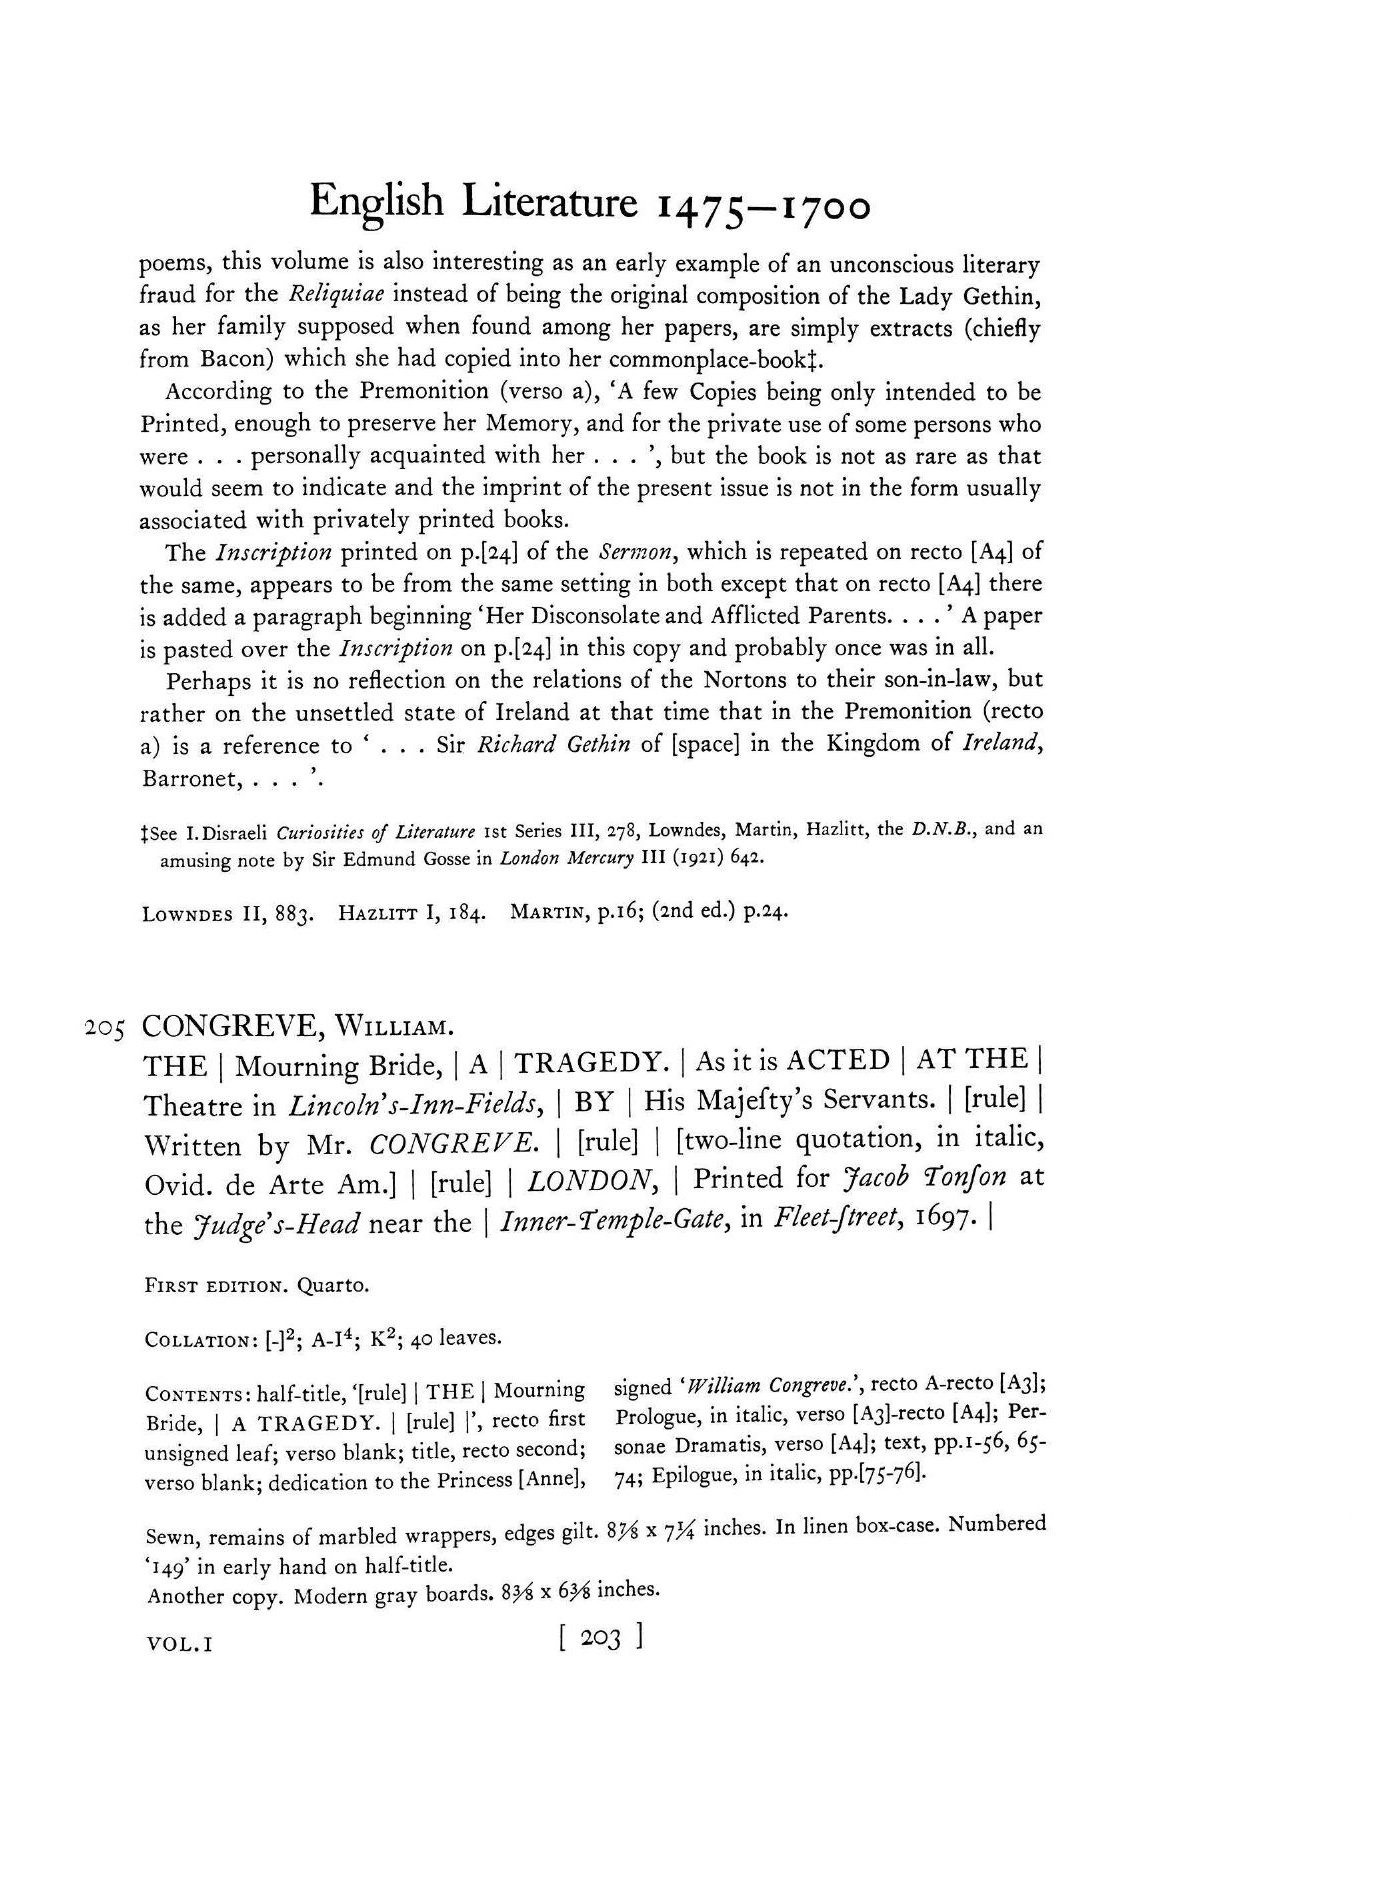 English Literature 1475—1700
poems, this volume is also interesting as an early example of an unconscious literary
fraud for the Reliquiae instead of being the original composition of the Lady Gethin,
as her family supposed when found among her papers, are simply extracts (chiefly
from Bacon) which she had copied into her commonplace-book‡.
According to the Premonition (verso a), ‘A few Copies being only intended to be
Printed, enough to preserve her Memory, and for the private use of some persons who
were . . . personally acquainted with her . . . ’, but the book is not as rare as that
would seem to indicate and the imprint of the present issue is not in the form usually
associated with privately printed books.
The Inscription printed on p.[24] of the Sermon, which is repeated on recto [A4] of
the same, appears to be from the same setting in both except that on recto [A4] there
is added a paragraph beginning ‘Her Disconsolate and Afflicted Parents. . . .’ A paper
is pasted over the Inscription on p.[24] in this copy and probably once was in all.
Perhaps it is no reflection on the relations of the Nortons to their son-in-law, but
rather on the unsettled state of Ireland at that time that in the Premonition (recto
a) is a reference to ‘ . . . Sir Richard Gethin of [space] in the Kingdom of Ireland,
Barronet, . . . ’.
‡See I.Disraeli Curiosities of Literature 1st Series III, 278, Lowndes, Martin, Hazlitt, the D.N.B., and an
amusing note by Sir Edmund Gosse in London Mercury III (1921) 642.
LOWNDES II, 883. HAZLITT I, 184. MARTIN, p.16; (2nd ed.) p.24.
205 CONGREVE, WILLIAM.
THE | Mourning Bride, | A | TRAGEDY. | As it is ACTED | AT THE |
Theatre in Lincoln's-Inn-Fields, | BY | His Majeſty's Servants. | [rule] |
Written by Mr. CONGREVE. | [rule] | [two-line quotation, in italic,
Ovid. de Arte Am.] | [rule] | LONDON, | Printed for Jacob Tonſon at
the Judge's-Head near the | Inner-Temple-Gate, in Fleet-ſtreet, 1697. |
FIRST EDITION. Quarto.
COLLATION: [-]²; A-I⁴; K²; 40 leaves.
CONTENTS: half-title, ‘[rule] | THE | Mourning
Bride, | A TRAGEDY. | [rule] |’, recto first
unsigned leaf; verso blank; title, recto second;
verso blank; dedication to the Princess [Anne],
signed ‘William Congreve.’, recto A-recto [A3];
Prologue, in italic, verso [A3]-recto [A4]; Per-
sonae Dramatis, verso [A4]; text, pp.1-56, 65-
74; Epilogue, in italic, pp.[75-76].
Sewn, remains of marbled wrappers, edges gilt. 8⅞ x 7¼ inches. In linen box-case. Numbered
‘149’ in early hand on half-title.
Another copy. Modern gray boards. 8⅜ x 6⅜ inches.
VOL.I [ 203 ]